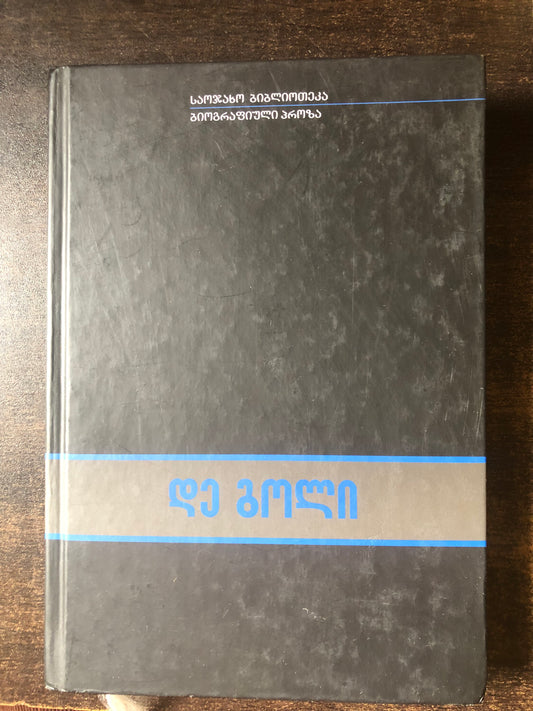 საოჯახო ბიბლიოთეკა
ბიოგრაფიული პროზა
დე გოლი